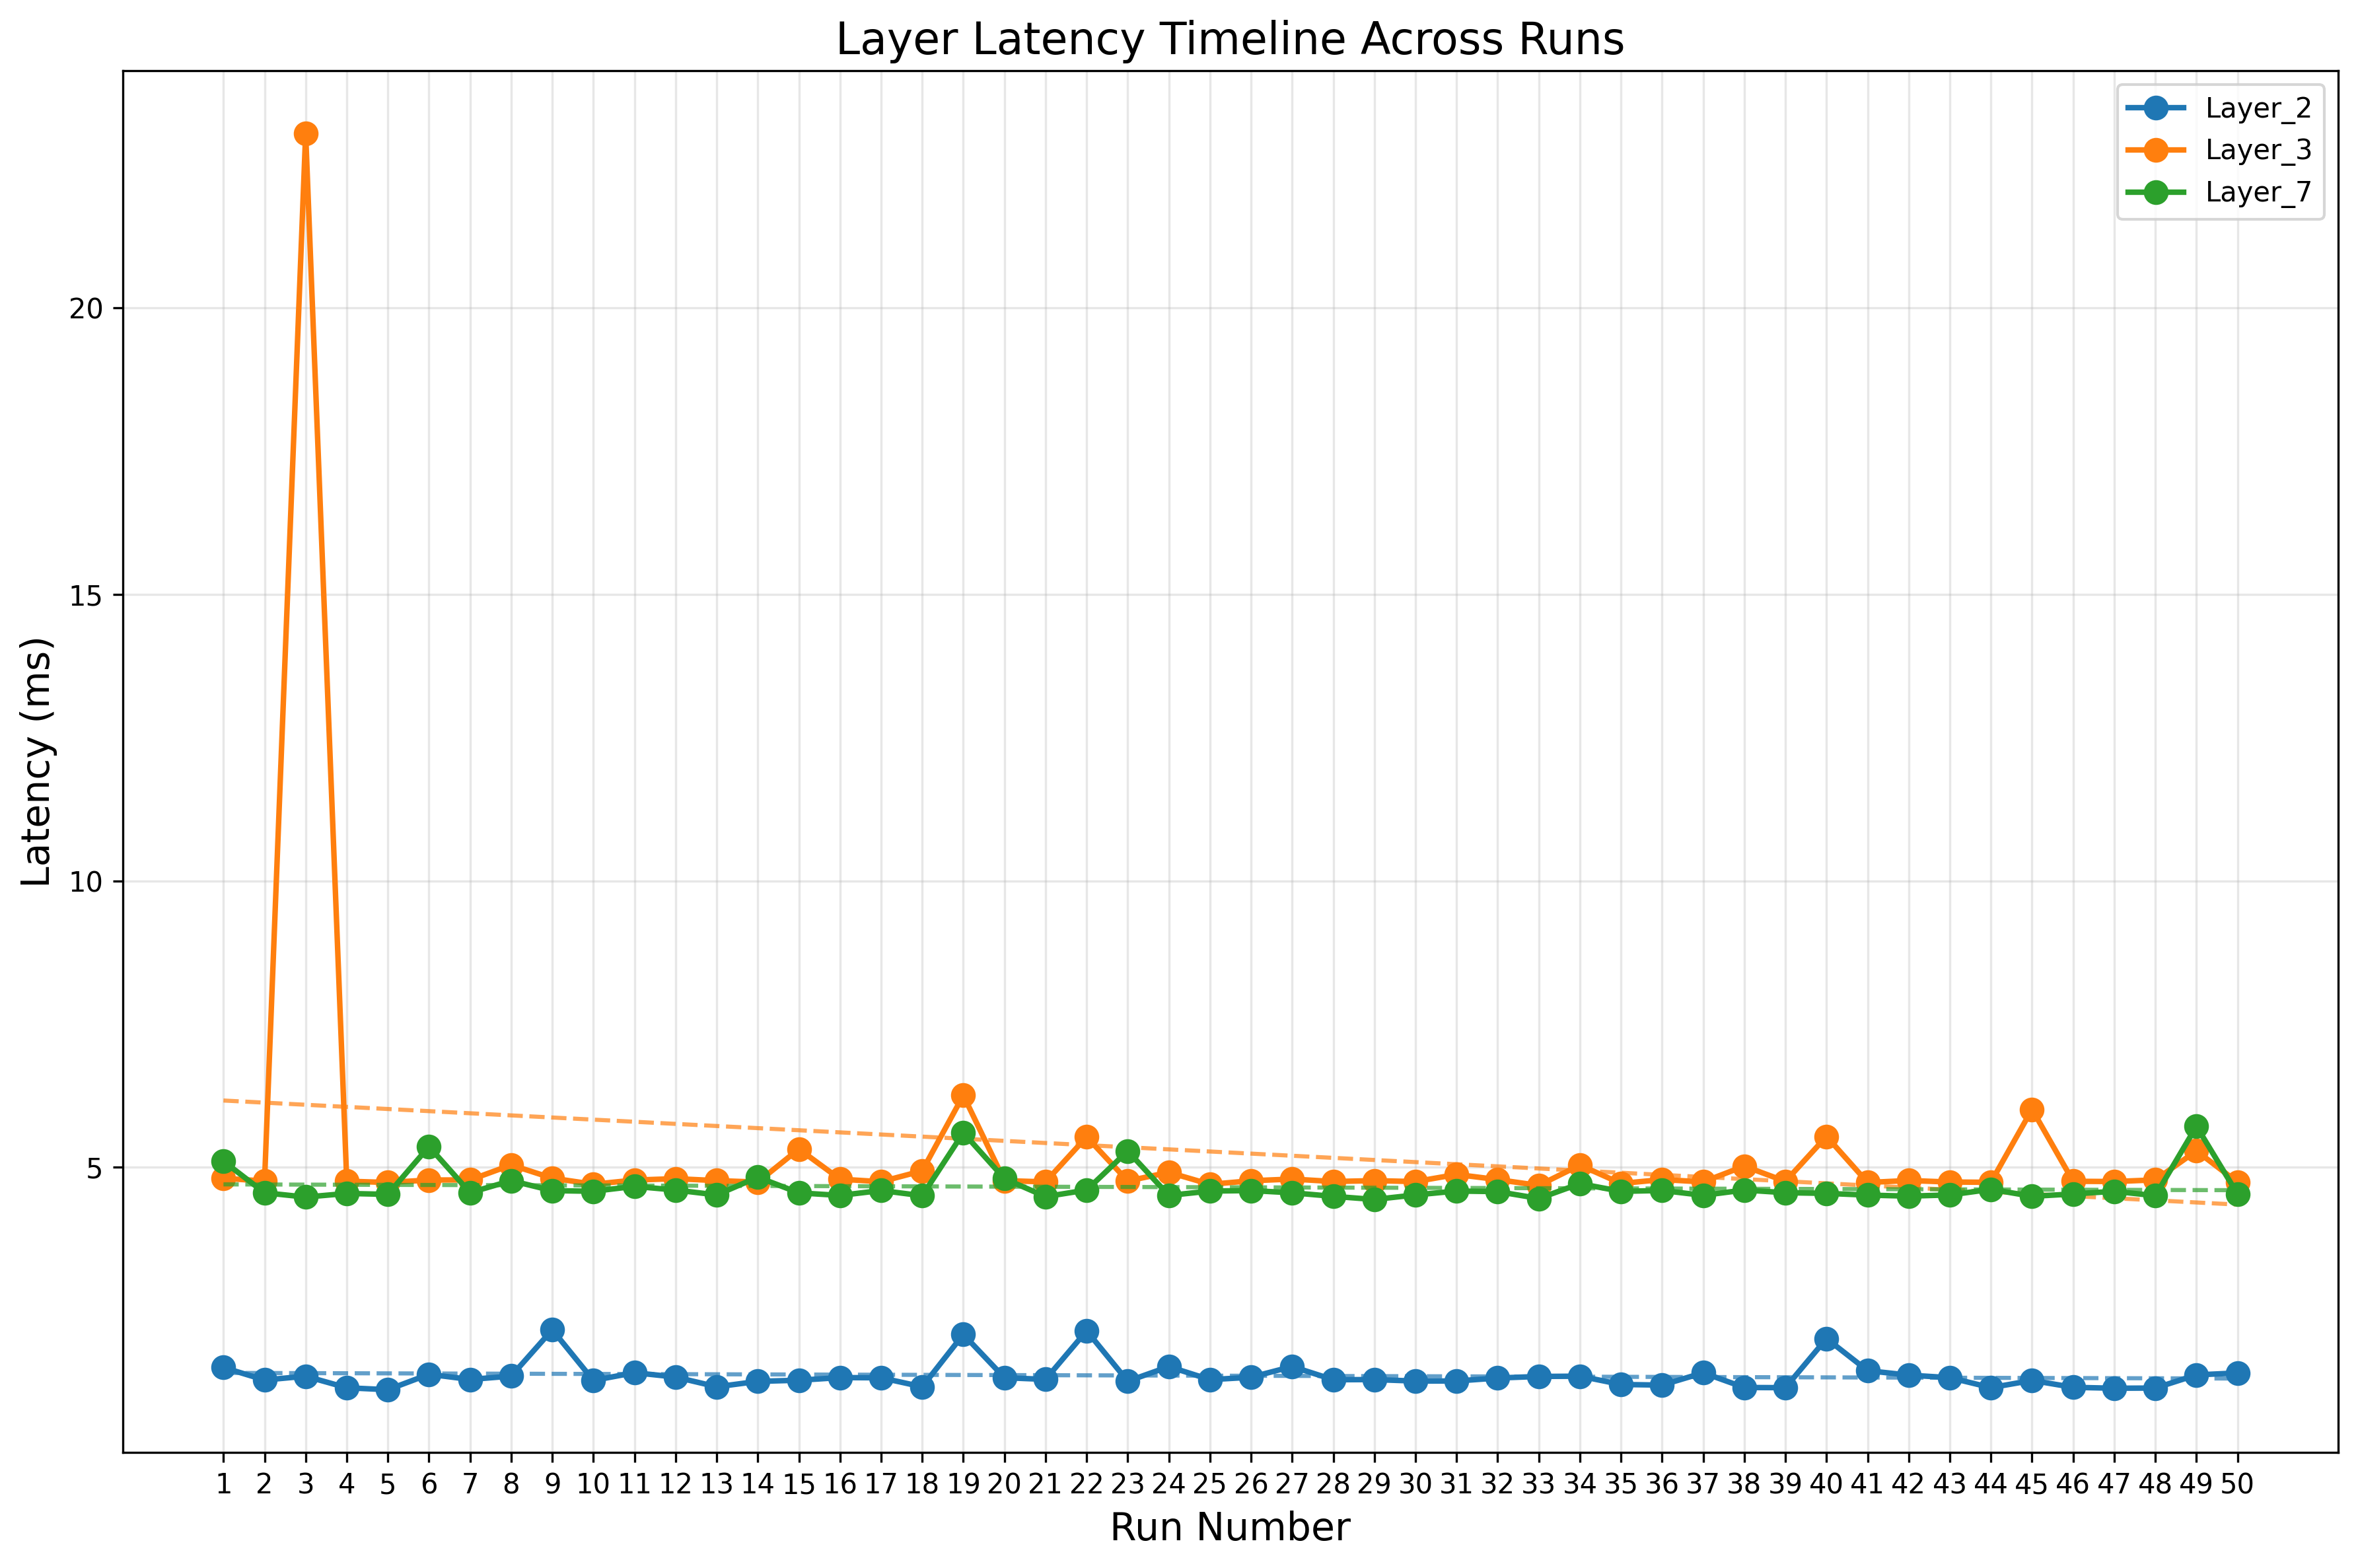 Layer Latency Timeline Across Runs
Layer_2
Layer_3
Layer_7
Latency (ms)
20
15
10
5
1 2 3 4 5 6 7 8 9 10 11 12 13 14 15 16 17 18 19 20 21 22 23 24 25 26 27 28 29 30 31 32 33 34 35 36 37 38 39 40 41 42 43 44 45 46 47 48 49 50
Run Number